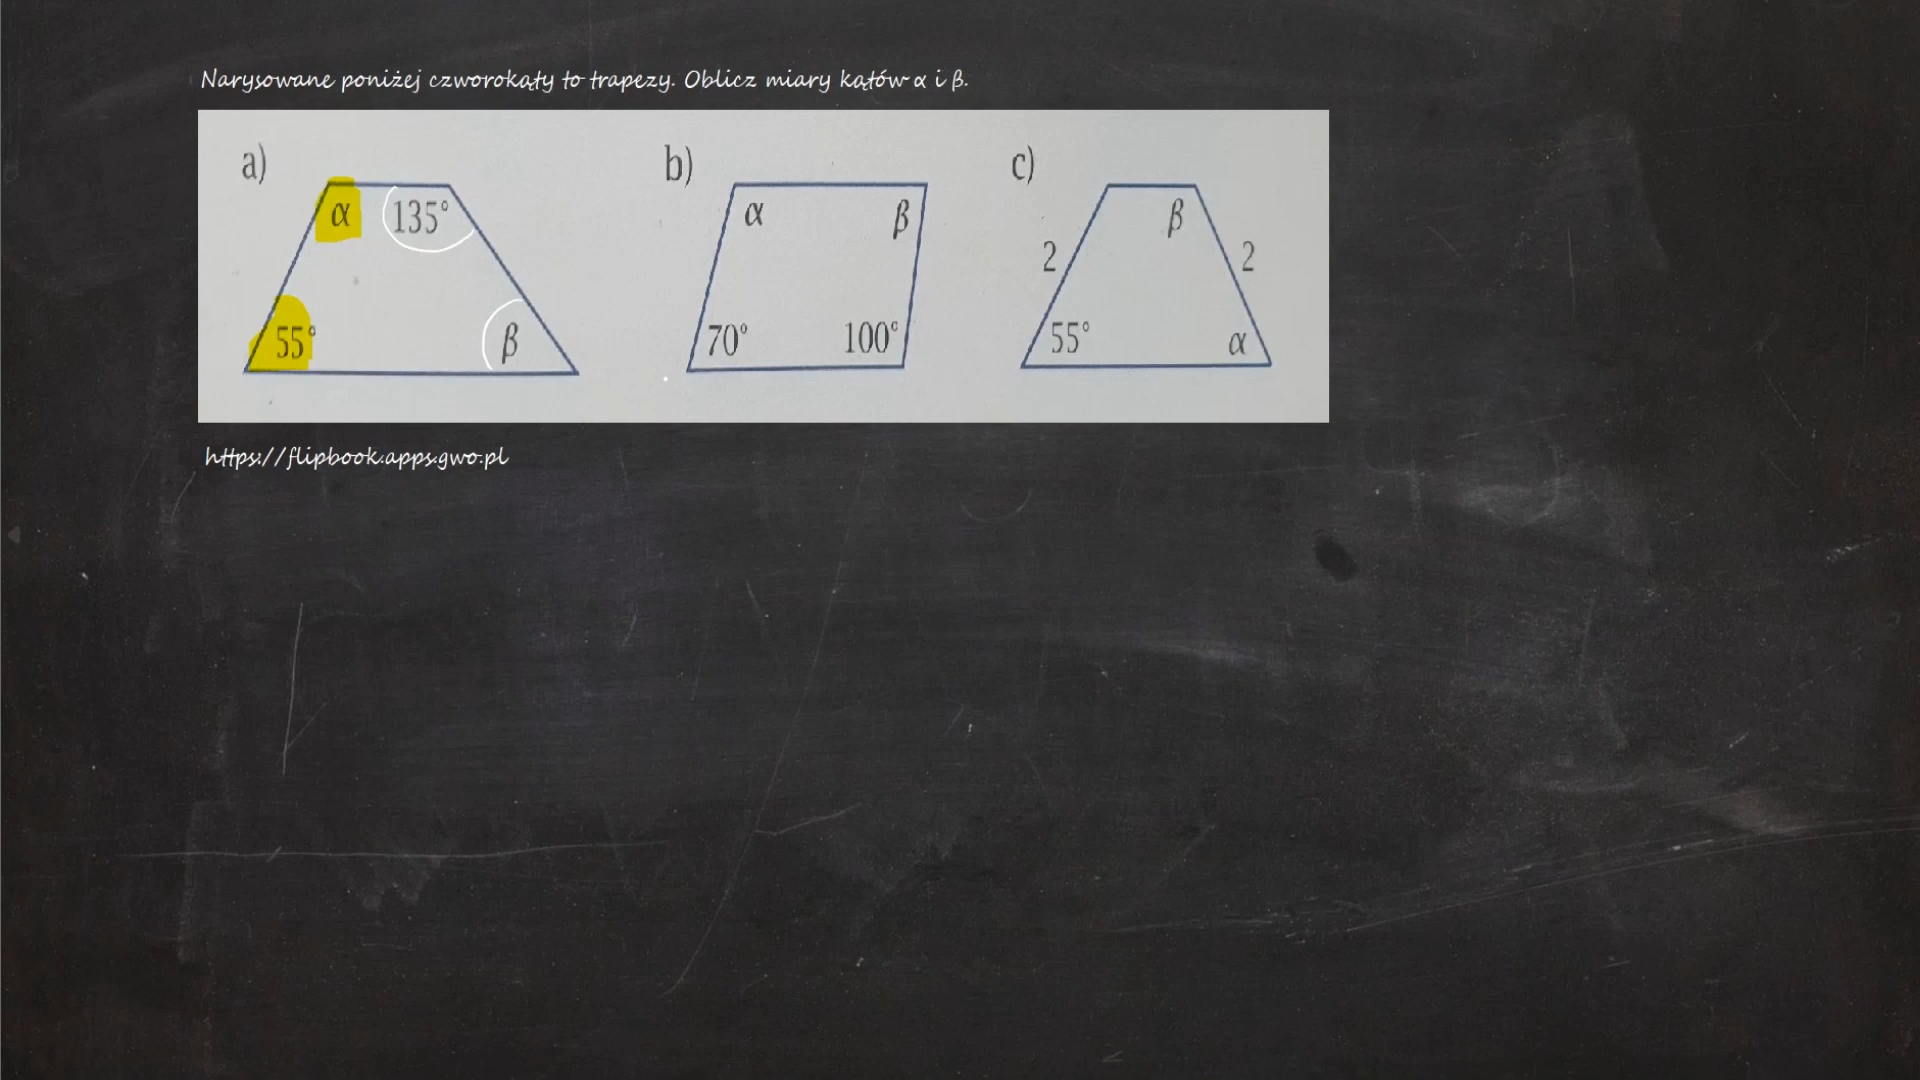 Narysowane poniżej czworokąty to trapezy. Oblicz miary kątów α i β.
a) b) c)
α 135° α β β
2 2
55° β 70° 100° 55° α
https://flipbook.apps.gwo.pl